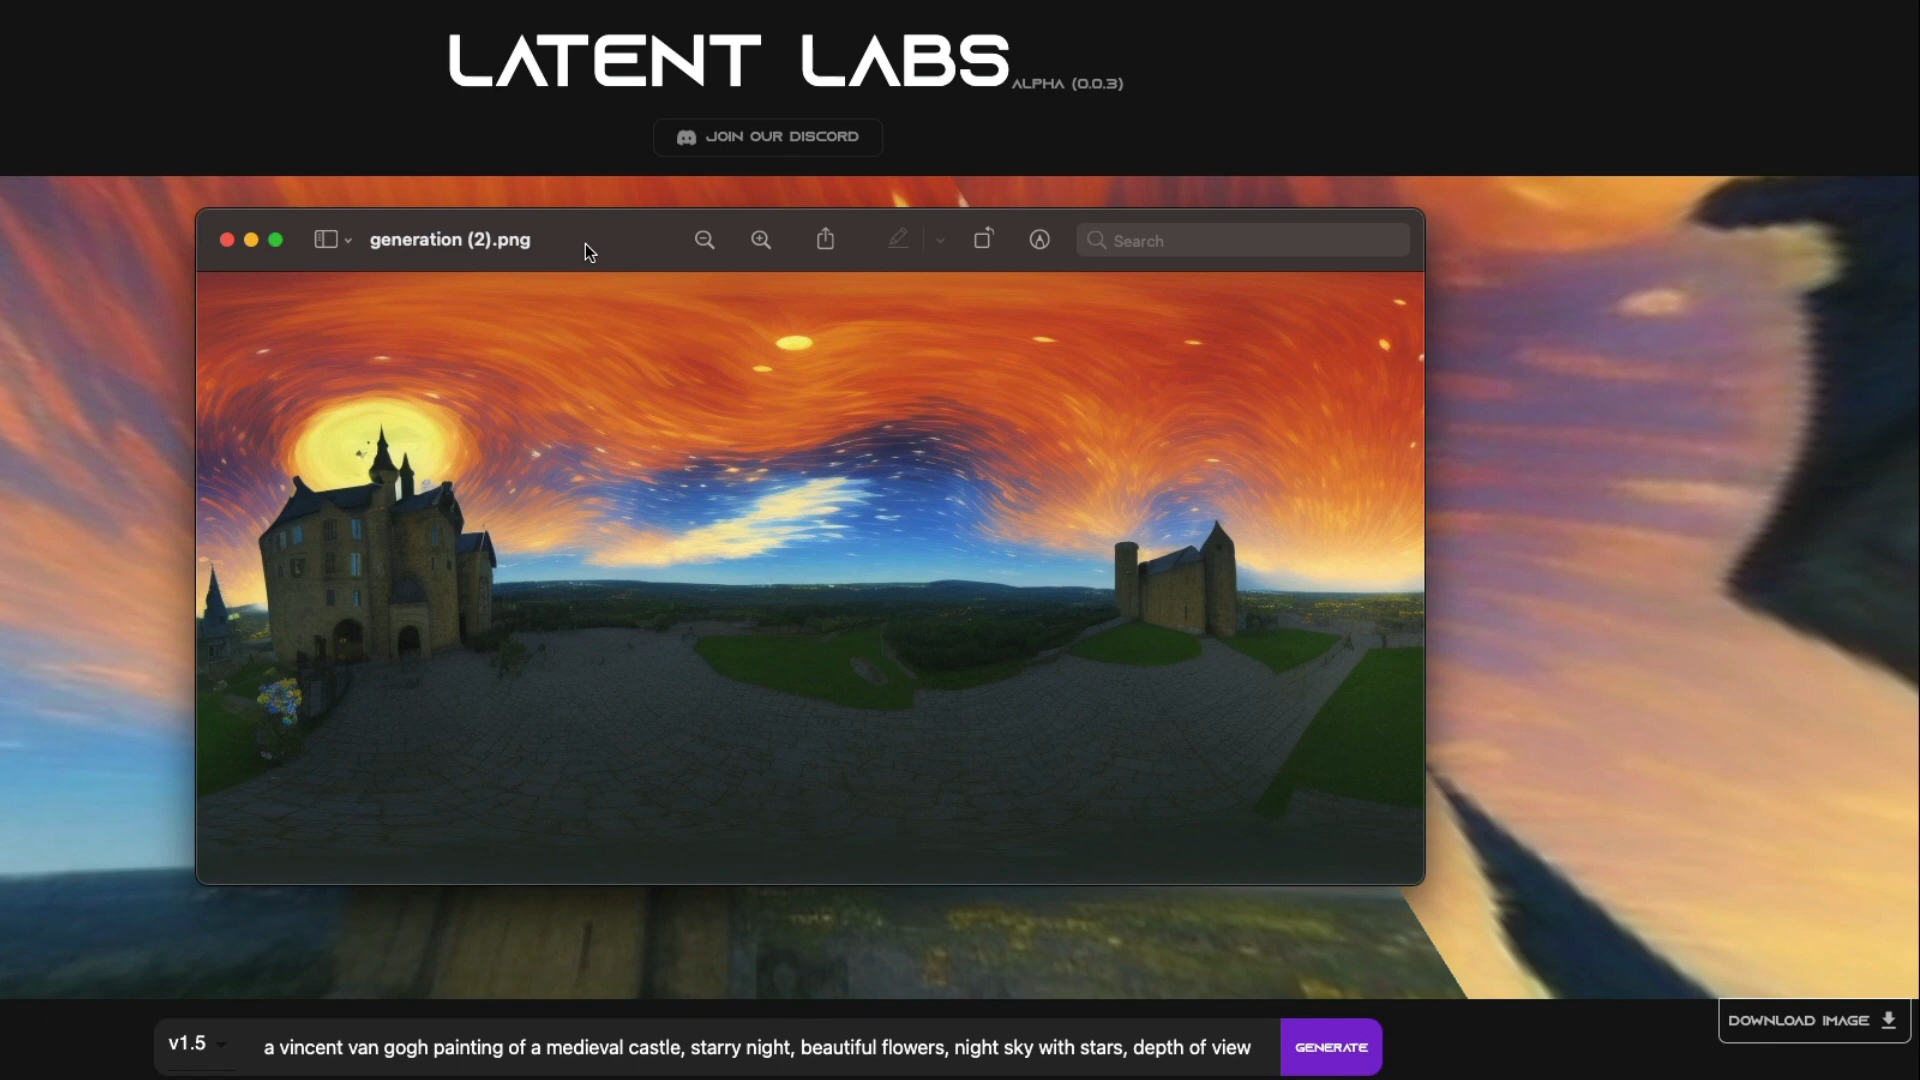 LATENT LABS ALPHA (0.0.3)
JOIN OUR DISCORD
generation (2).png
Search
DOWNLOAD IMAGE
v1.5
a vincent van gogh painting of a medieval castle, starry night, beautiful flowers, night sky with stars, depth of view
GENERATE